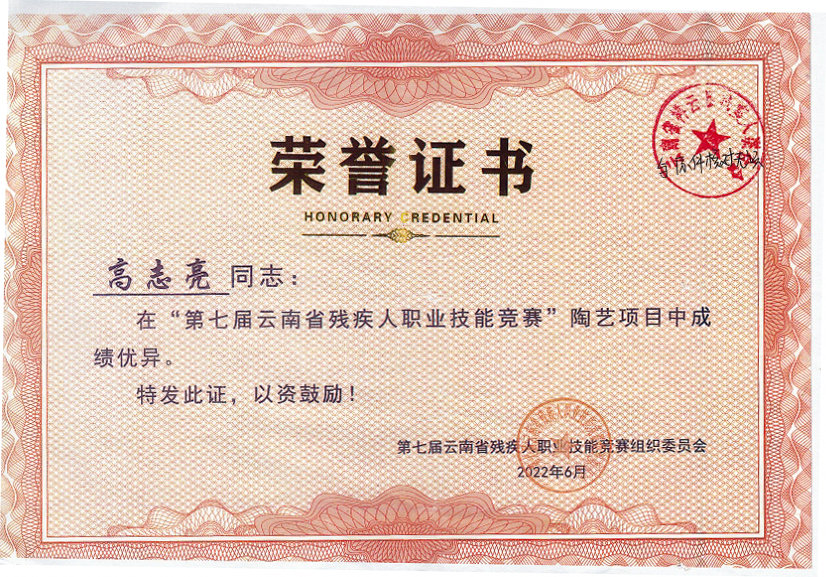 荣誉证书
HONORARY CREDENTIAL
高志亮同志：
在“第七届云南省残疾人职业技能竞赛”陶艺项目中成
绩优异。
特发此证，以资鼓励！
第七届云南省残疾人职业技能竞赛组织委员会
2022年6月